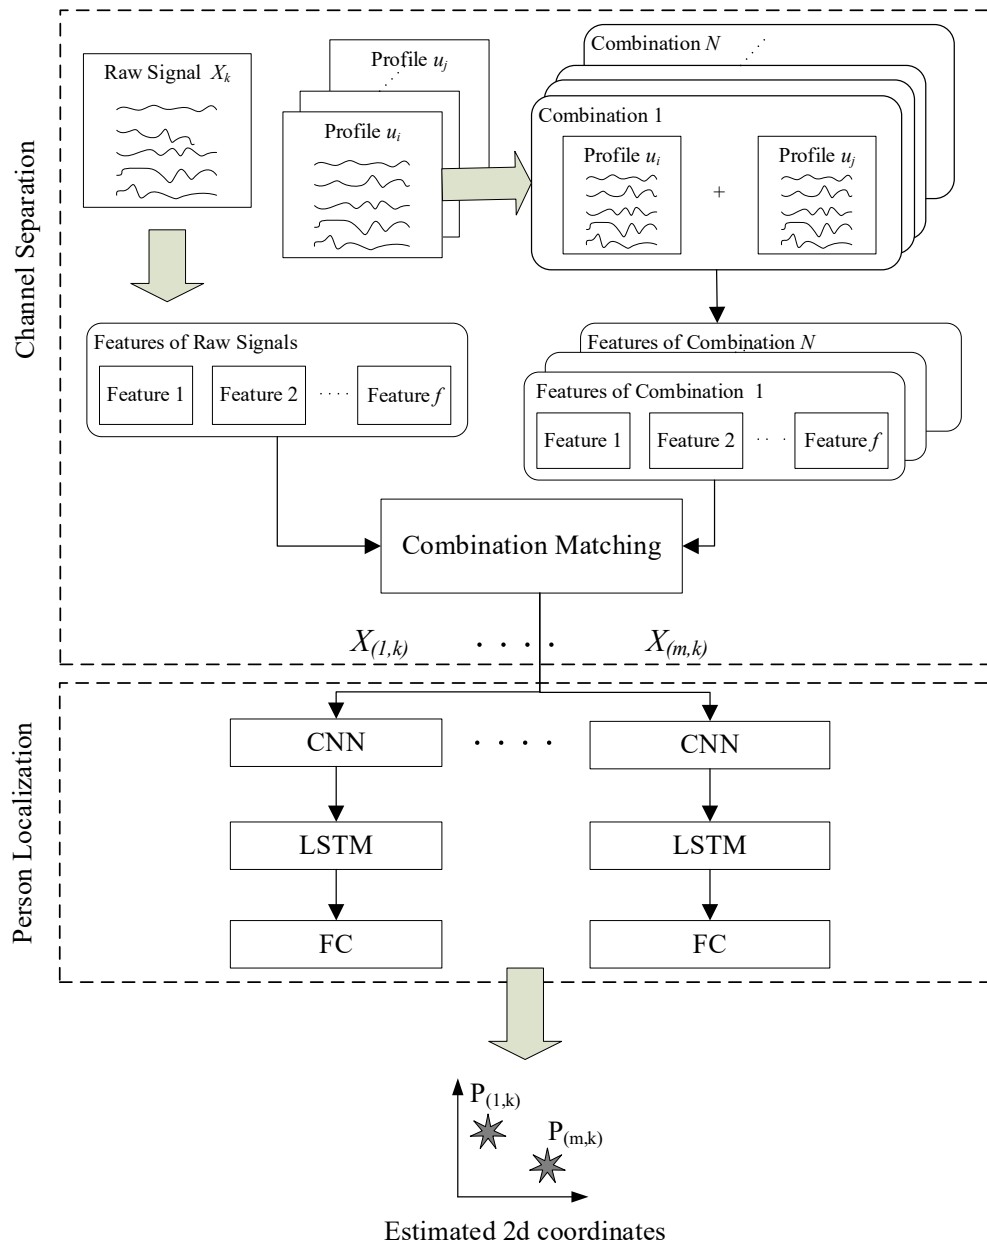 Channel Separation
Raw Signal X_k
Profile u_j
Profile u_i
Combination N
Combination 1
Profile u_i
+
Profile u_j
Features of Raw Signals
Feature 1
Feature 2
. . . .
Feature f
Features of Combination N
Features of Combination 1
Feature 1
Feature 2
. . . .
Feature f
Combination Matching
X_(1,k)
. . . .
X_(m,k)
Person Localization
CNN
. . . .
CNN
LSTM
LSTM
FC
FC
P_(1,k)
P_(m,k)
Estimated 2d coordinates